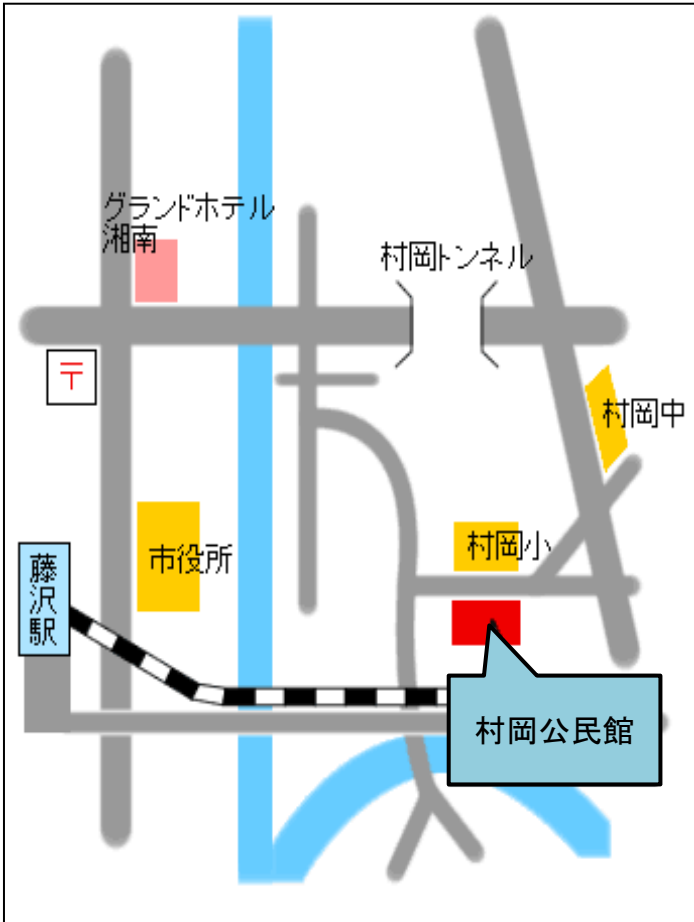 グランドホテル
湘南
村岡トンネル
〒
村岡中
市役所
村岡小
藤沢駅
村岡公民館